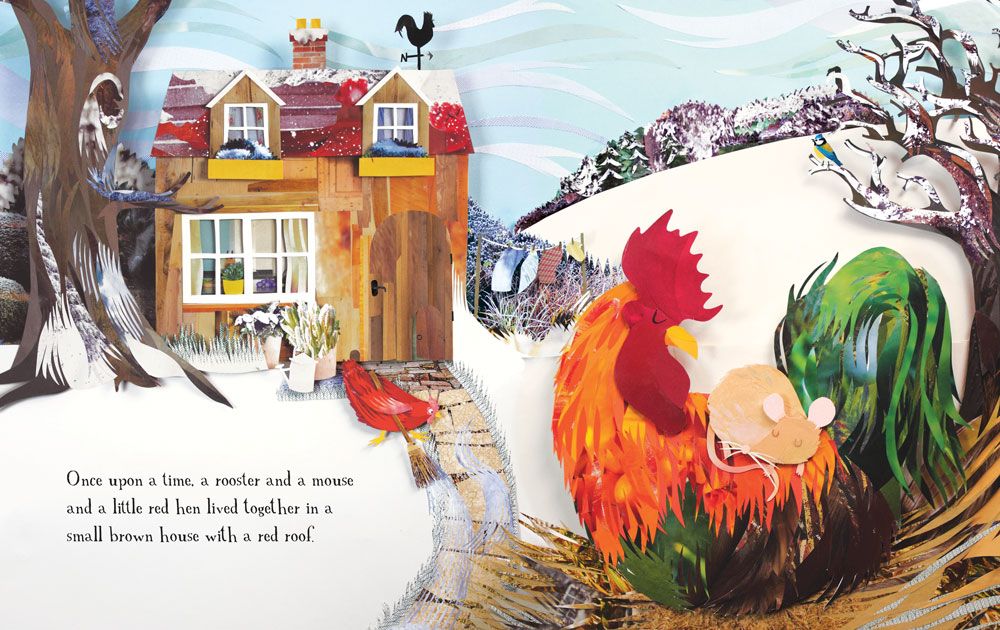 N
Once upon a time, a rooster and a mouse
and a little red hen lived together in a
small brown house with a red roof.